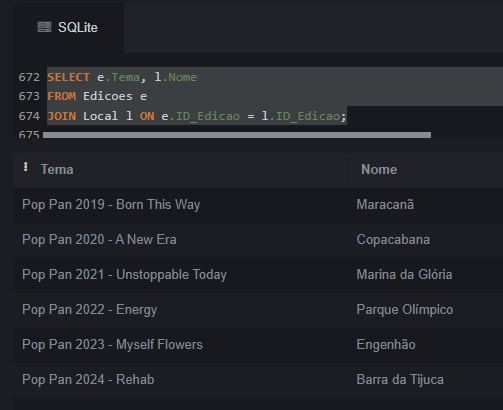 SQLite
672 SELECT e.Tema, l.Nome
673 FROM Edicoes e
674 JOIN Local l ON e.ID_Edicao = l.ID_Edicao;
675
Tema Nome
Pop Pan 2019 - Born This Way Maracanã
Pop Pan 2020 - A New Era Copacabana
Pop Pan 2021 - Unstoppable Today Marina da Glória
Pop Pan 2022 - Energy Parque Olímpico
Pop Pan 2023 - Myself Flowers Engenhão
Pop Pan 2024 - Rehab Barra da Tijuca